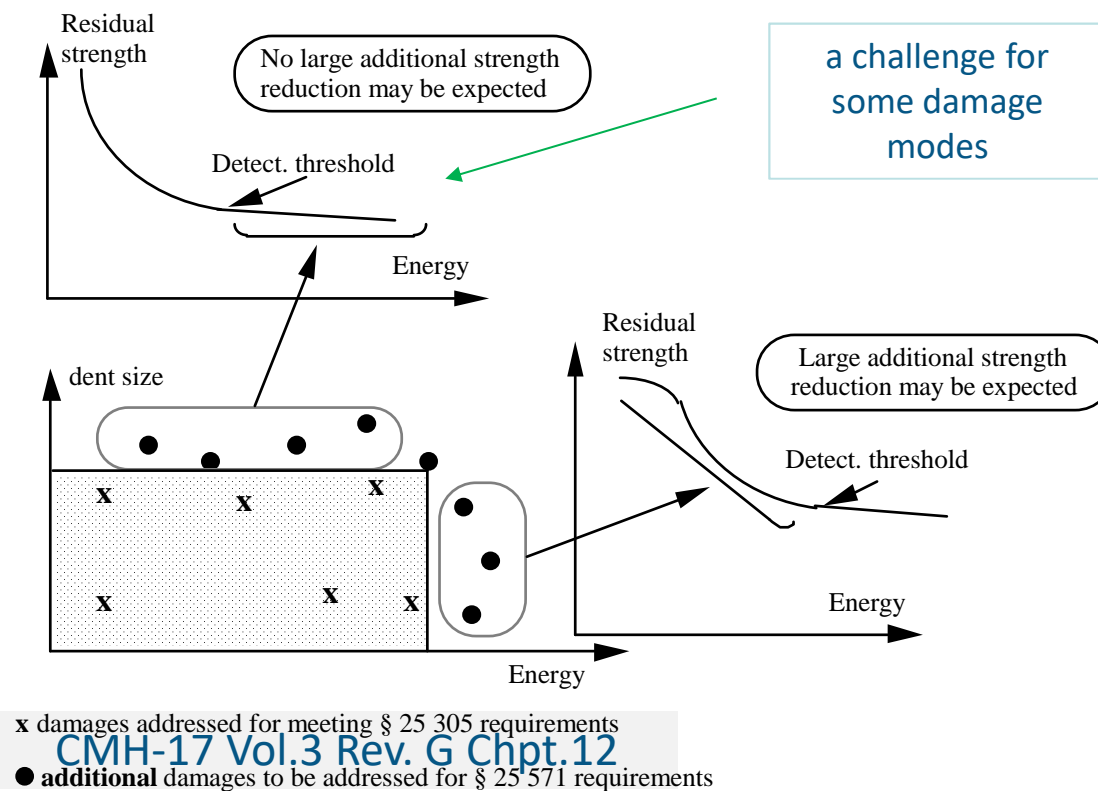 Residual
strength
No large additional strength
reduction may be expected
a challenge for
some damage
modes
Detect. threshold
Energy
Residual
strength
Large additional strength
reduction may be expected
dent size
Detect. threshold
x
x
x
x
x
x
Energy
Energy
x damages addressed for meeting § 25 305 requirements
CMH-17 Vol.3 Rev. G Chpt.12
● additional damages to be addressed for § 25 571 requirements